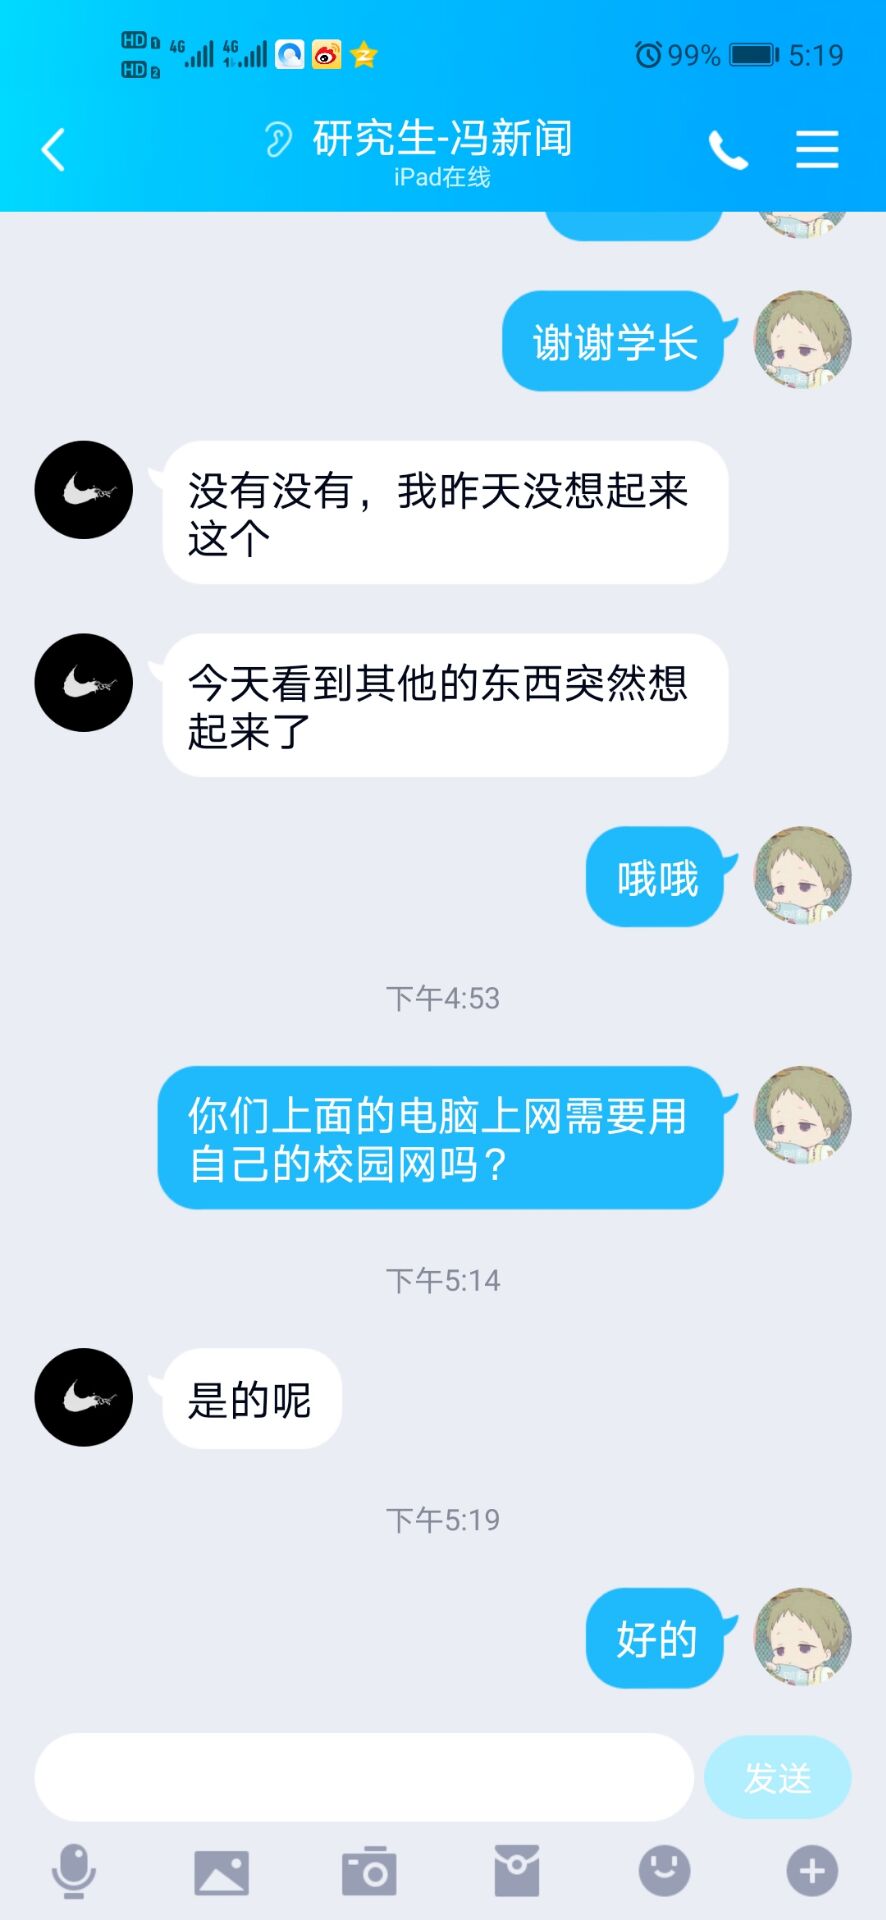 HD 1
HD 2
4G
4G
99%
5:19
研究生-冯新闻
iPad在线
谢谢学长
没有没有，我昨天没想起来
这个
今天看到其他的东西突然想
起来了
哦哦
下午4:53
你们上面的电脑上网需要用
自己的校园网吗？
下午5:14
是的呢
下午5:19
好的
发送